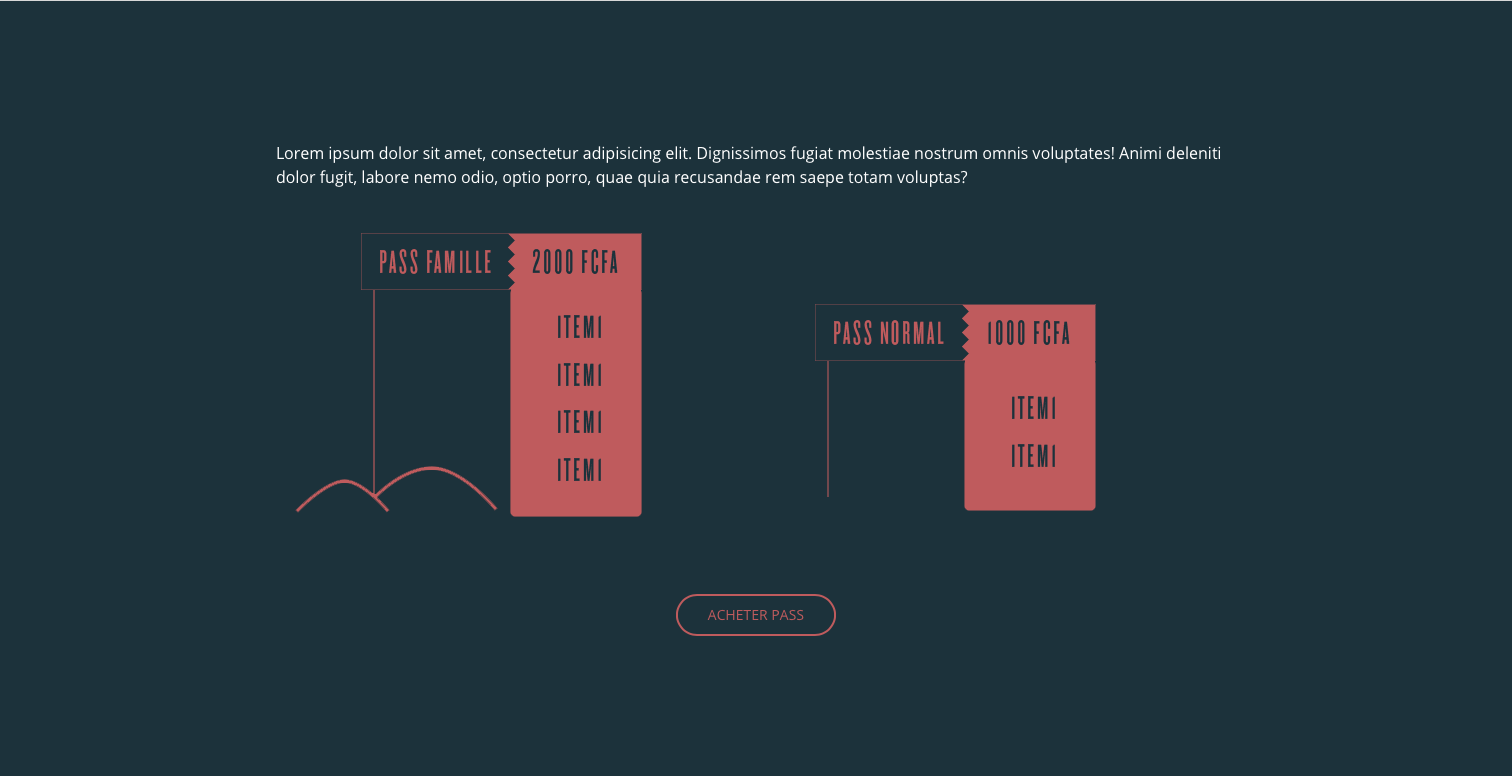 Lorem ipsum dolor sit amet, consectetur adipisicing elit. Dignissimos fugiat molestiae nostrum omnis voluptates! Animi deleniti
dolor fugit, labore nemo odio, optio porro, quae quia recusandae rem saepe totam voluptas?
PASS FAMILLE 2000 FCFA
ITEM1
ITEM1
ITEM1
ITEM1
PASS NORMAL 1000 FCFA
ITEM1
ITEM1
ACHETER PASS